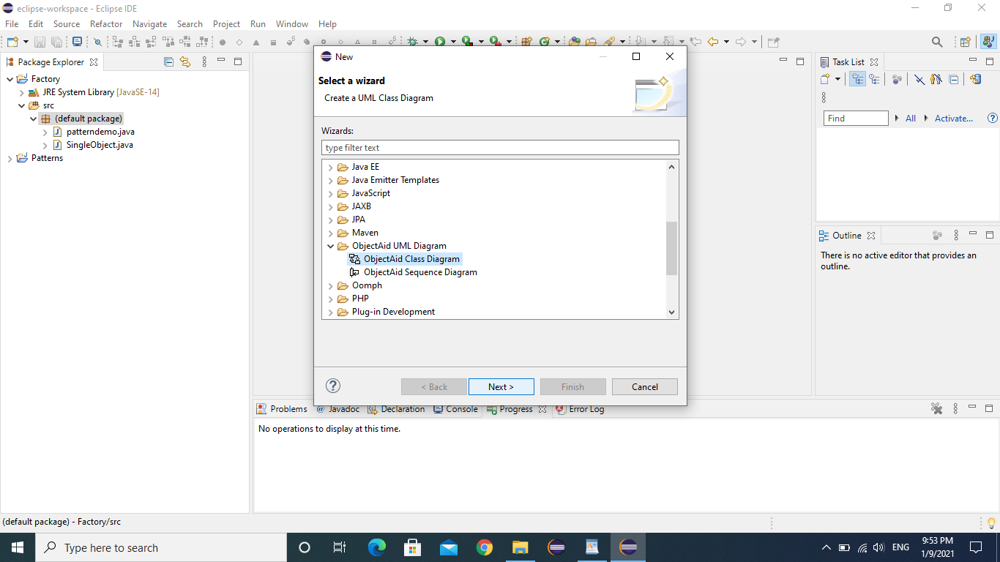 eclipse-workspace - Eclipse IDE
File Edit Source Refactor Navigate Search Project Run Window Help
Package Explorer
Factory
JRE System Library [JavaSE-14]
src
(default package)
patterndemo.java
SingleObject.java
Patterns
New
Select a wizard
Create a UML Class Diagram
Wizards:
type filter text
Java EE
Java Emitter Templates
JavaScript
JAXB
JPA
Maven
ObjectAid UML Diagram
ObjectAid Class Diagram
ObjectAid Sequence Diagram
Oomph
PHP
Plug-in Development
< Back Next > Finish Cancel
Task List
Find All Activate...
Outline
There is no active editor that provides an
outline.
Problems @ Javadoc Declaration Console Progress Error Log
No operations to display at this time.
(default package) - Factory/src
Type here to search
ENG
9:53 PM
1/9/2021